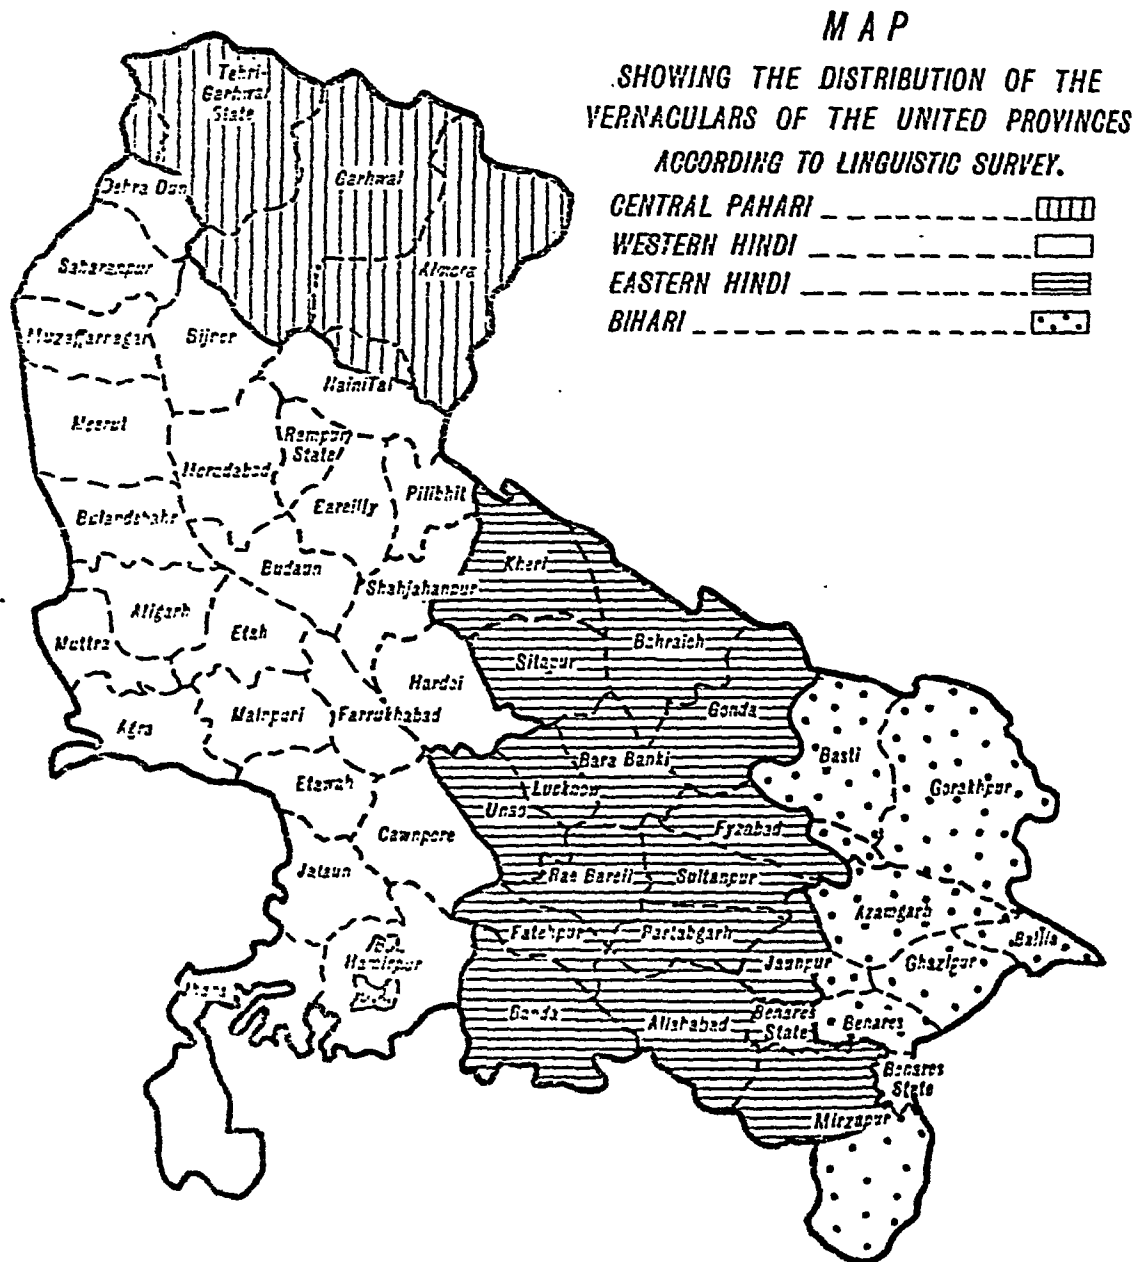 MAP
SHOWING THE DISTRIBUTION OF THE
VERNACULARS OF THE UNITED PROVINCES
ACCORDING TO LINGUISTIC SURVEY.
CENTRAL PAHARI
WESTERN HINDI
EASTERN HINDI
BIHARI
Tehri-
Garhwal
State
Garhwal
Dehra Dun
Almora
Saharanpur
Muzaffarnagar
NainiTal
Meerut
Rampur
State
Moradabad
Bareilly
Pilibhit
Bulandshahr
Budaun
Kheri
Shahjahanpur
Aligarh
Etah
Muttra
Bahraich
Sitapur
Hardoi
Gonda
Mainpuri
Farrukhabad
Agra
Basti
Bara Banki
Gorakhpur
Etawah
Lucknow
Unao
Cawnpore
Fyzabad
Jalaun
Rae Bareli
Sultanpur
Azamgarh
Fatehpur
Partabgarh
Ballia
Hamirpur
Jaunpur
Ghazipur
Banda
Allahabad
Benares
State
Benares
Benares
State
Mirzapur